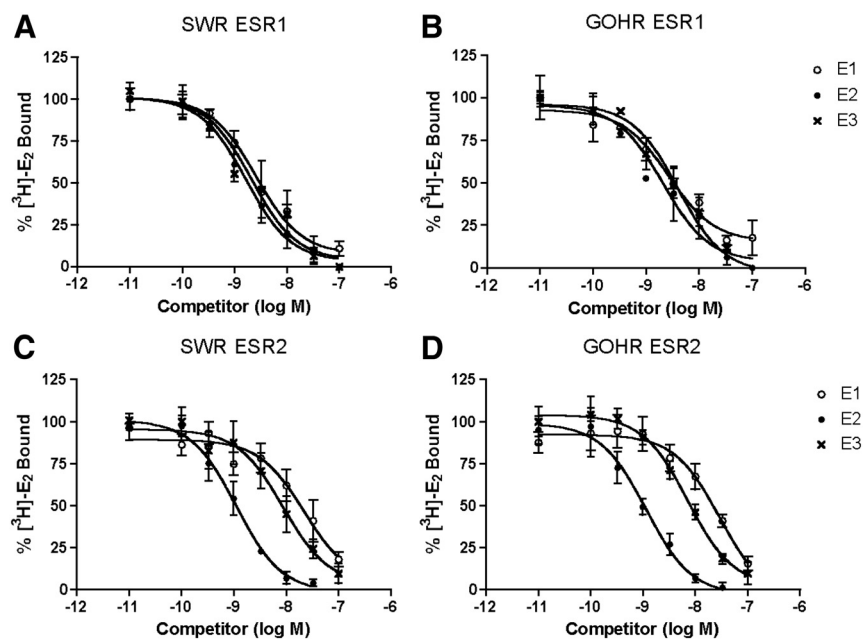 A
SWR ESR1
% [³H]-E₂ Bound
125
100
75
50
25
0
-12 -11 -10 -9 -8 -7 -6
Competitor (log M)
B
GOHR ESR1
% [³H]-E₂ Bound
125
100
75
50
25
0
-12 -11 -10 -9 -8 -7 -6
Competitor (log M)
E1
E2
E3
C
SWR ESR2
% [³H]-E₂ Bound
125
100
75
50
25
0
-12 -11 -10 -9 -8 -7 -6
Competitor (log M)
D
GOHR ESR2
% [³H]-E₂ Bound
125
100
75
50
25
0
-12 -11 -10 -9 -8 -7 -6
Competitor (log M)
E1
E2
E3